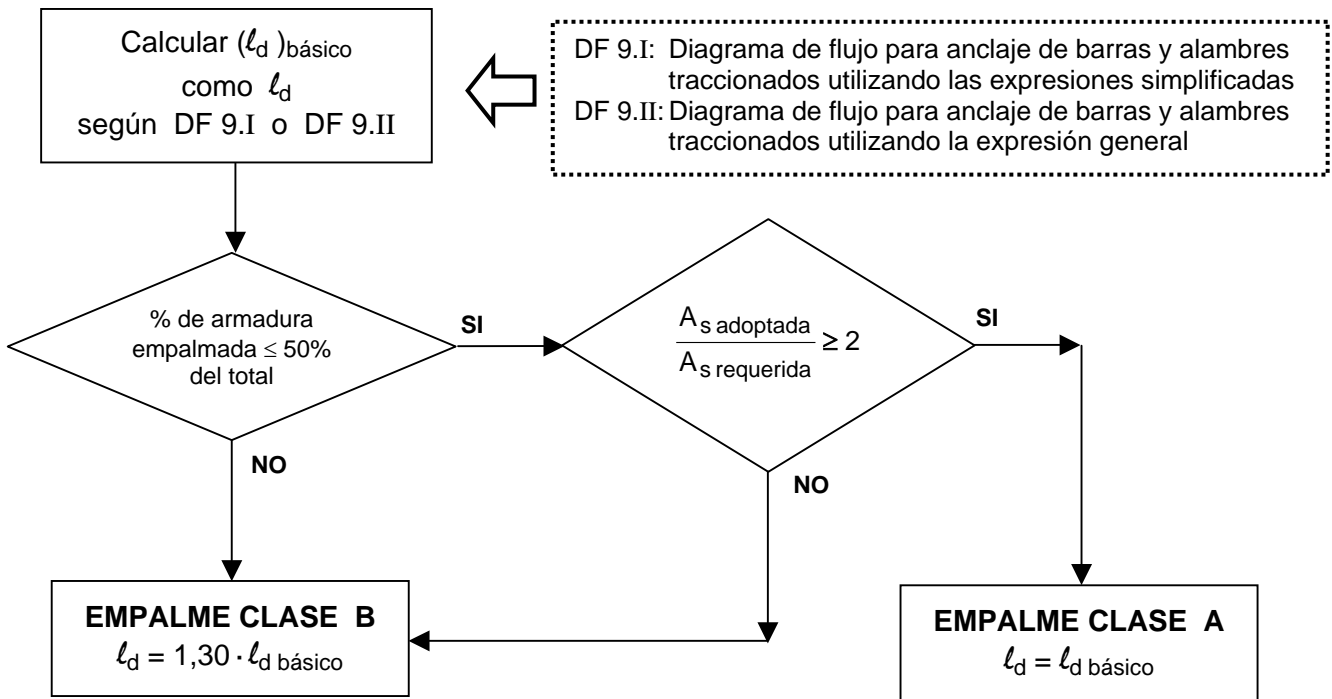 Calcular (ℓd )básico
como ℓd
según DF 9.I o DF 9.II
DF 9.I: Diagrama de flujo para anclaje de barras y alambres
traccionados utilizando las expresiones simplificadas
DF 9.II: Diagrama de flujo para anclaje de barras y alambres
traccionados utilizando la expresión general
% de armadura
empalmada ≤ 50%
del total
SI
NO
A s adoptada
≥ 2
A s requerida
SI
NO
EMPALME CLASE B
ℓd = 1,30 · ℓd básico
EMPALME CLASE A
ℓd = ℓd básico